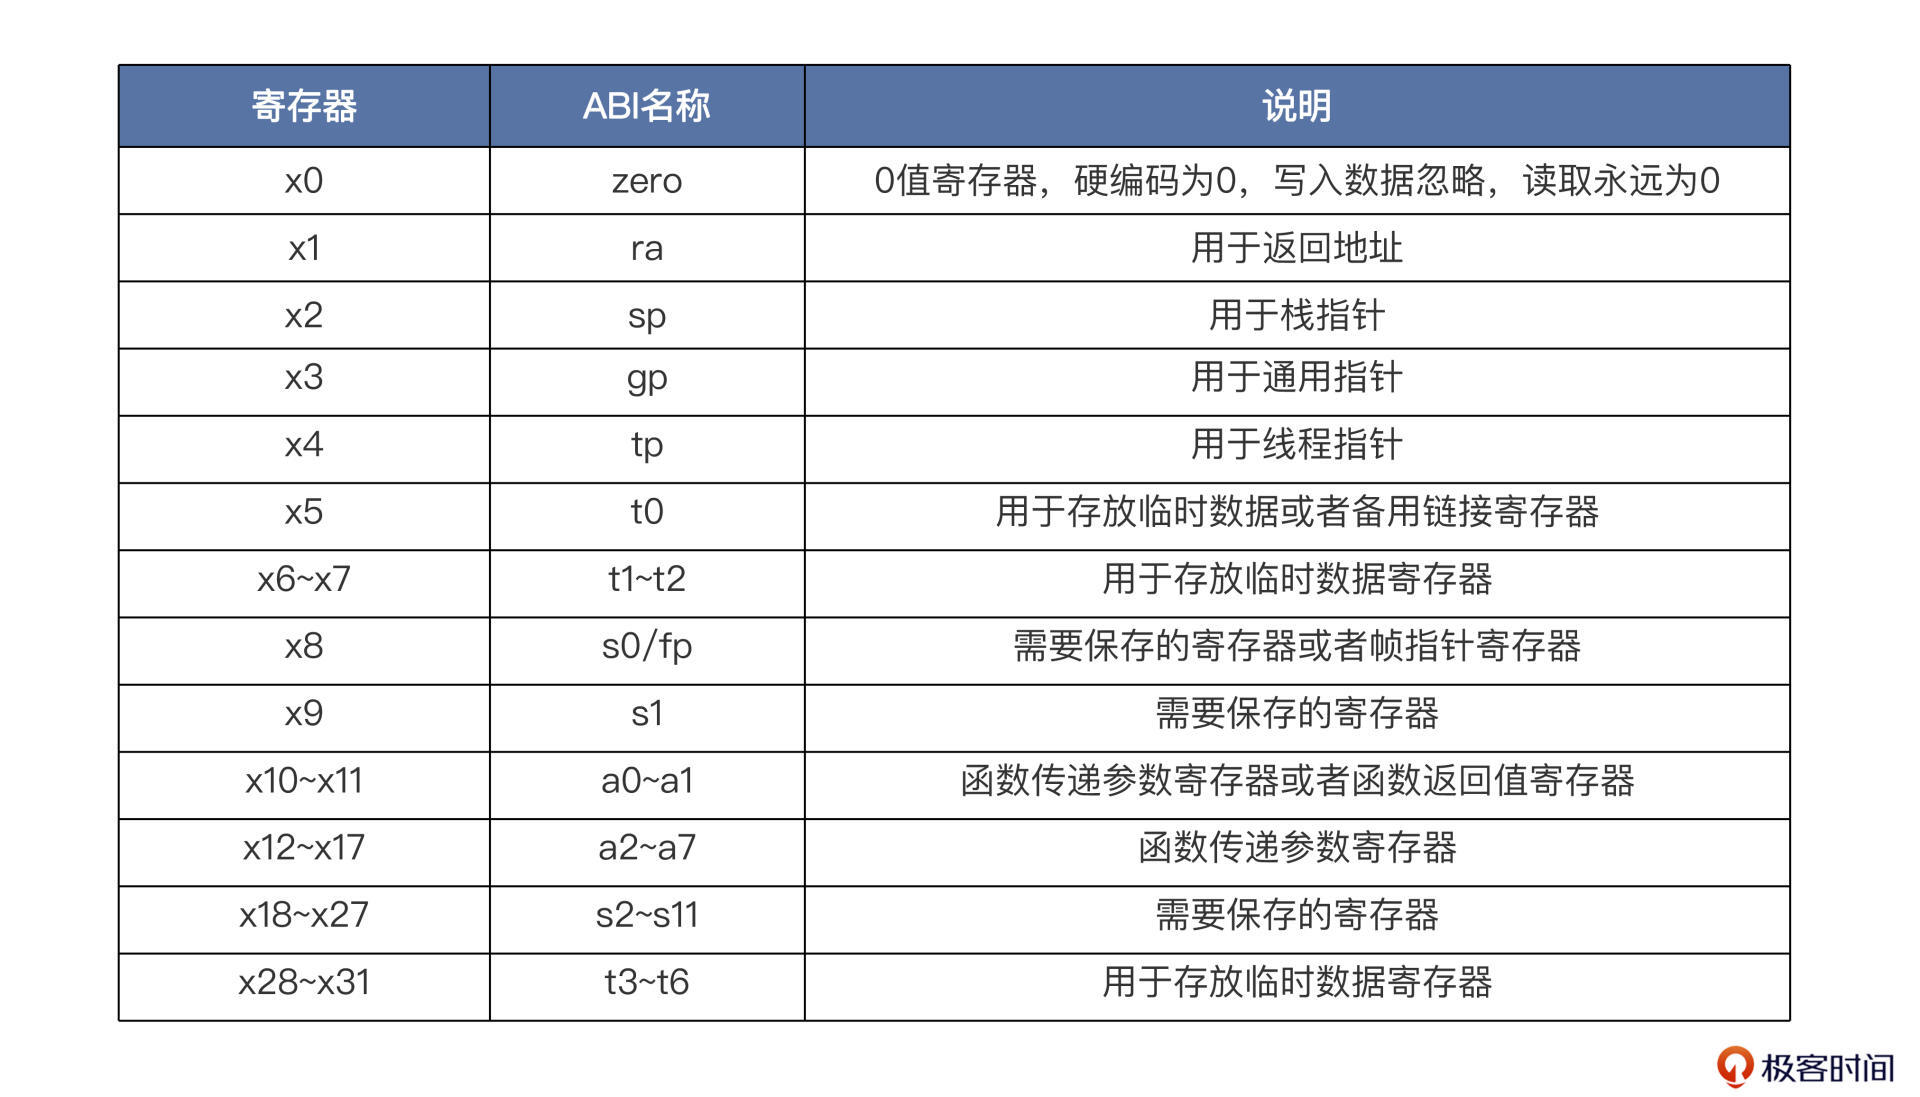 寄存器 ABI名称 说明
x0 zero 0值寄存器，硬编码为0，写入数据忽略，读取永远为0
x1 ra 用于返回地址
x2 sp 用于栈指针
x3 gp 用于通用指针
x4 tp 用于线程指针
x5 t0 用于存放临时数据或者备用链接寄存器
x6~x7 t1~t2 用于存放临时数据寄存器
x8 s0/fp 需要保存的寄存器或者帧指针寄存器
x9 s1 需要保存的寄存器
x10~x11 a0~a1 函数传递参数寄存器或者函数返回值寄存器
x12~x17 a2~a7 函数传递参数寄存器
x18~x27 s2~s11 需要保存的寄存器
x28~x31 t3~t6 用于存放临时数据寄存器
极客时间